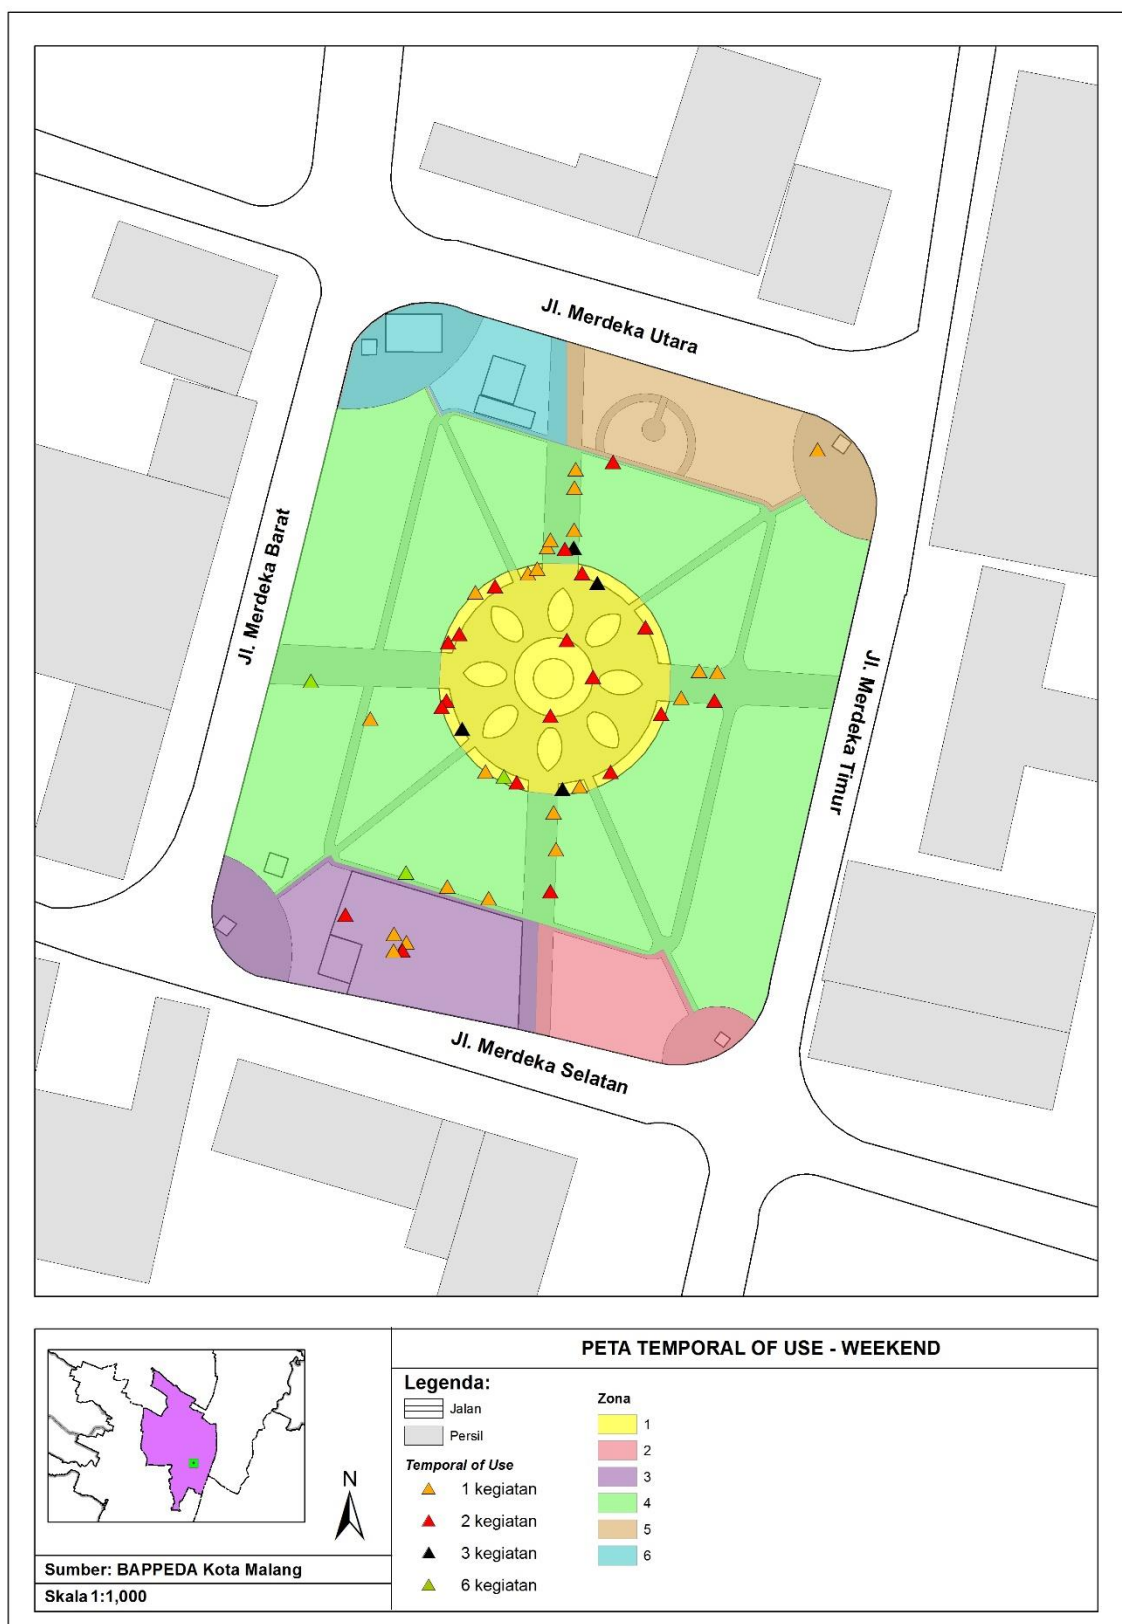 Jl. Merdeka Utara
Jl. Merdeka Barat
Jl. Merdeka Timur
Jl. Merdeka Selatan
PETA TEMPORAL OF USE - WEEKEND
Legenda:
Jalan
Persil
Temporal of Use
1 kegiatan
2 kegiatan
3 kegiatan
6 kegiatan
Zona
1
2
3
4
5
6
N
Sumber: BAPPEDA Kota Malang
Skala 1:1,000